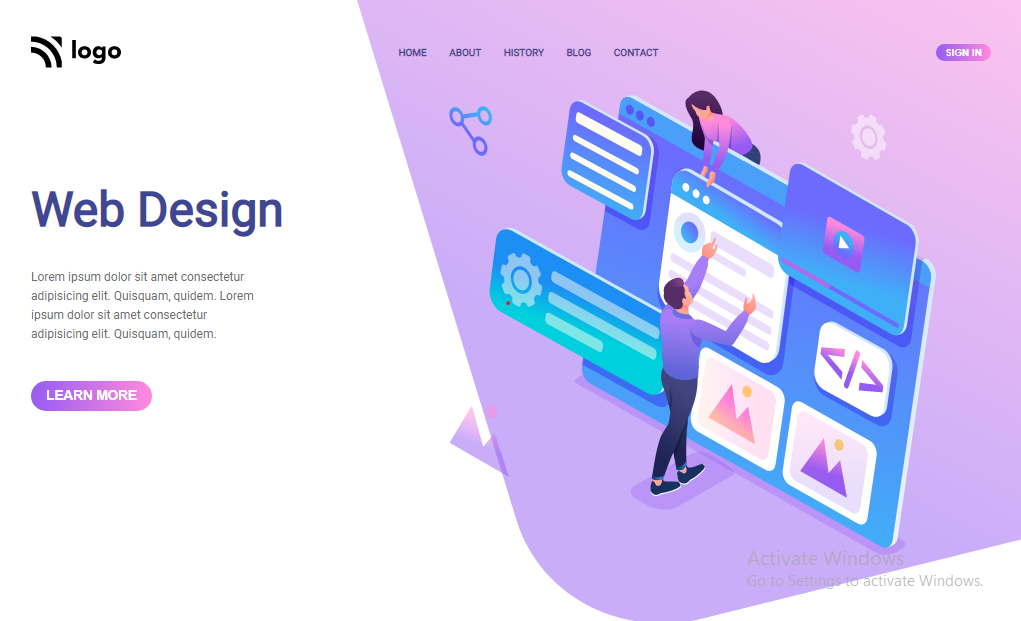 logo
HOME ABOUT HISTORY BLOG CONTACT SIGN IN
Web Design
Lorem ipsum dolor sit amet consectetur
adipisicing elit. Quisquam, quidem. Lorem
ipsum dolor sit amet consectetur
adipisicing elit. Quisquam, quidem.
LEARN MORE
</>
Activate Windows
Go to Settings to activate Windows.